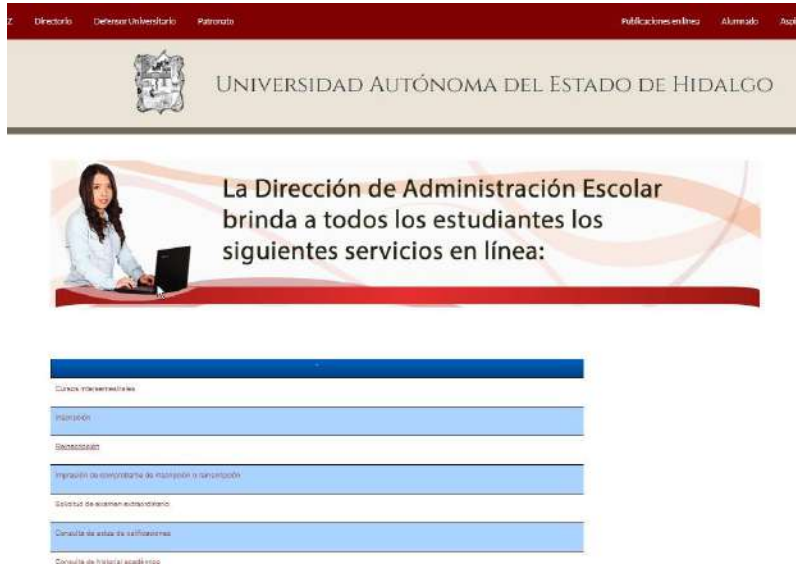 Z Directorio Defensor Universitario Patronato Publicaciones en línea Alumnado Aspi
Universidad Autónoma del Estado de Hidalgo
La Dirección de Administración Escolar
brinda a todos los estudiantes los
siguientes servicios en línea:
Cursos intersemestrales
Inscripción
Reinscripción
Impresión de comprobante de inscripción o reinscripción
Solicitud de examen extraordinario
Consulta de actas de calificaciones
Consulta de historial académico